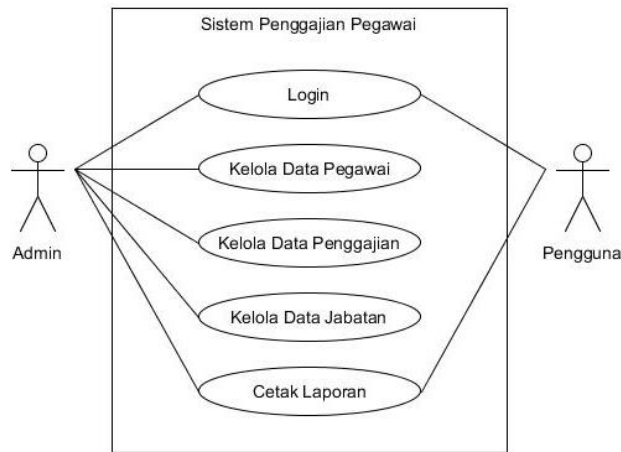 Sistem Penggajian Pegawai
Login
Kelola Data Pegawai
Kelola Data Penggajian
Admin
Pengguna
Kelola Data Jabatan
Cetak Laporan